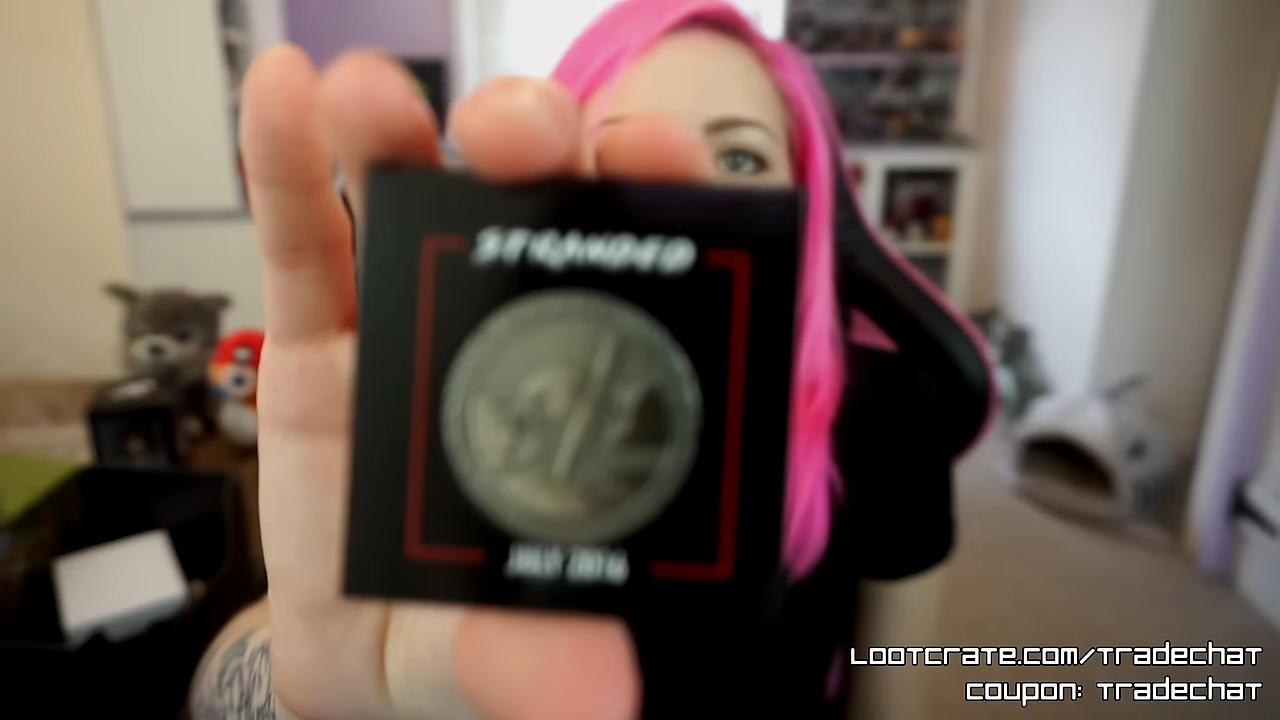 STRANDED
JULY 2016
LOOTCRATE.COM/TRADECHAT
COUPON: TRADECHAT